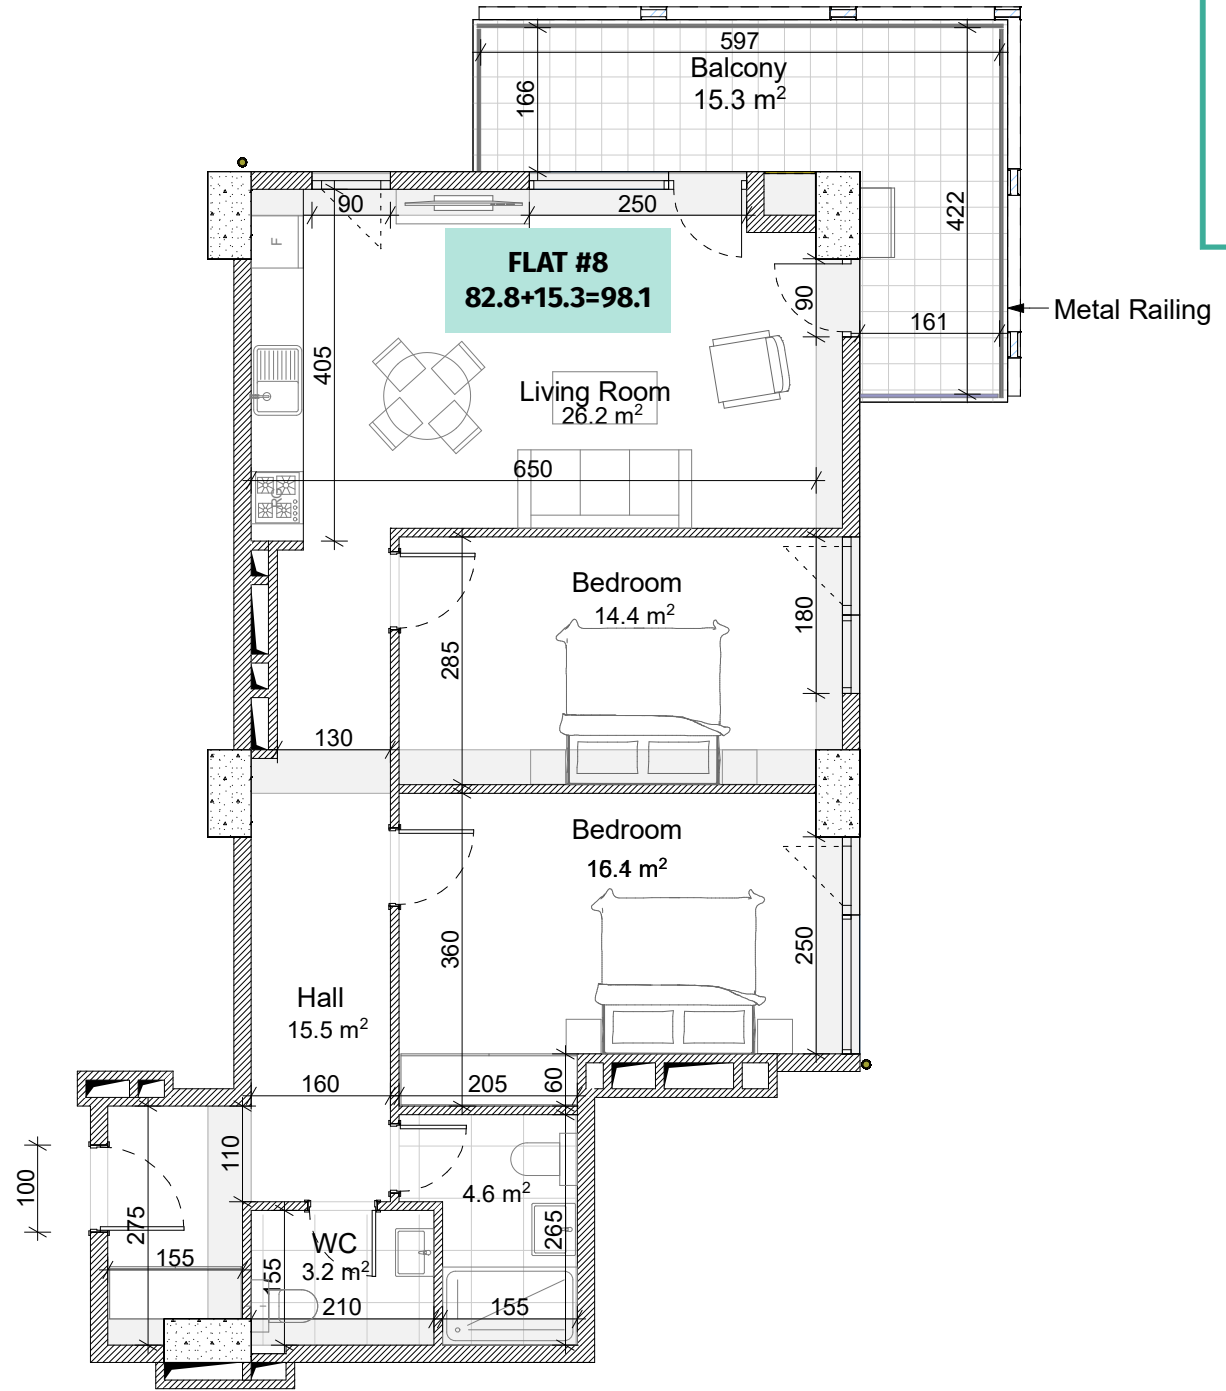 597
Balcony
15.3 m²
166
422
90
250
F
FLAT #8
82.8+15.3=98.1
90
161
Metal Railing
405
Living Room
26.2 m²
650
RG
Bedroom
14.4 m²
180
285
130
Bedroom
16.4 m²
360
250
Hall
15.5 m²
160
205
60
110
100
275
4.6 m²
265
WC
3.2 m²
155
155
210
155